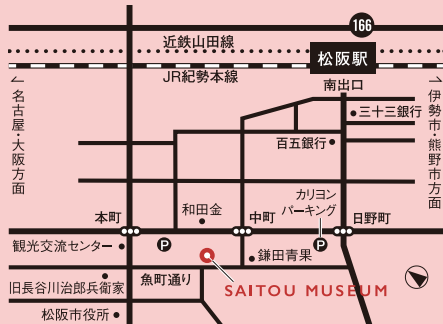 166
近鉄山田線
松阪駅
JR紀勢本線
南出口
←名古屋・大阪方面
伊勢市・熊野市方面→
三十三銀行
百五銀行
カリヨン
パーキング
和田金
本町
中町
日野町
観光交流センター
P
P
鎌田青果
魚町通り
旧長谷川治郎兵衛家
SAITOU MUSEUM
松阪市役所